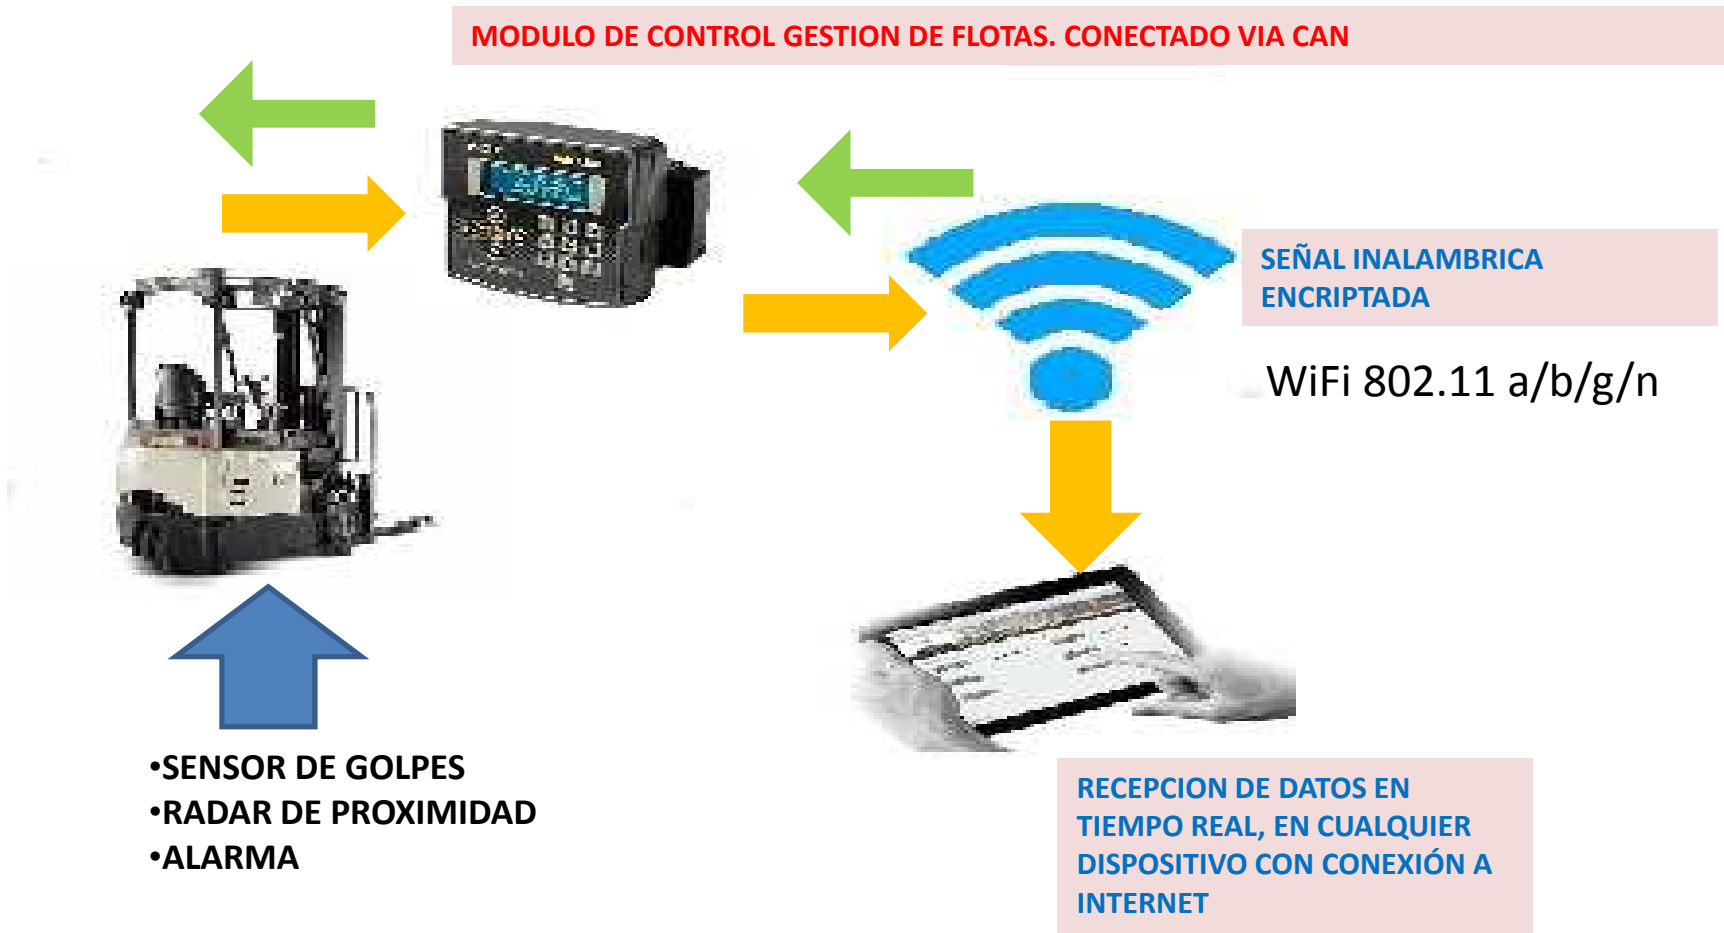 MODULO DE CONTROL GESTION DE FLOTAS. CONECTADO VIA CAN
SEÑAL INALAMBRICA
ENCRIPTADA
WiFi 802.11 a/b/g/n
•SENSOR DE GOLPES
•RADAR DE PROXIMIDAD
•ALARMA
RECEPCION DE DATOS EN
TIEMPO REAL, EN CUALQUIER
DISPOSITIVO CON CONEXIÓN A
INTERNET